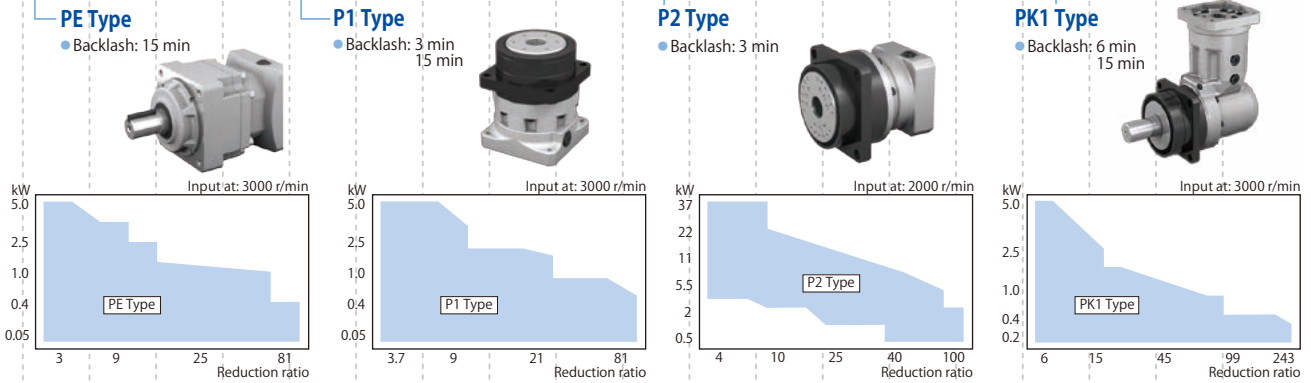 PE Type
Backlash: 15 min
P1 Type
Backlash: 3 min
15 min
P2 Type
Backlash: 3 min
PK1 Type
Backlash: 6 min
15 min
kW
Input at: 3000 r/min
5.0
2.5
1.0
0.4
0.05
PE Type
3 9 25 81
Reduction ratio
kW
Input at: 3000 r/min
5.0
2.5
1.0
0.4
0.05
P1 Type
3.7 9 21 81
Reduction ratio
kW
Input at: 2000 r/min
37
22
11
5.5
2
0.5
P2 Type
4 10 25 40 100
Reduction ratio
kW
Input at: 3000 r/min
5.0
2.5
1.0
0.4
0.2
PK1 Type
6 15 45 99 243
Reduction ratio